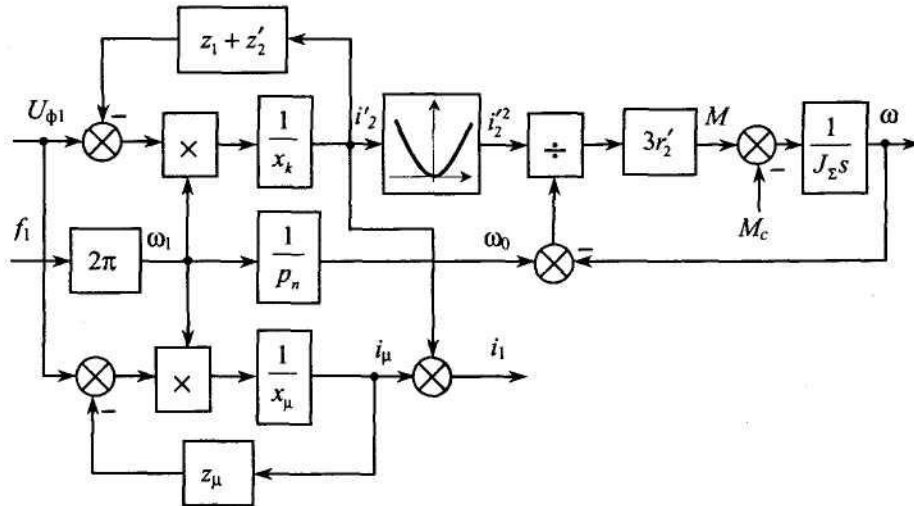 z₁ + z′₂
U_ф1
−
×
1/x_k
i′₂
i′₂²
÷
3r′₂
M
−
1/(J_Σ s)
ω
f₁
2π
ω₁
1/p_n
ω₀
−
M_c
−
×
1/x_μ
i_μ
i₁
z_μ